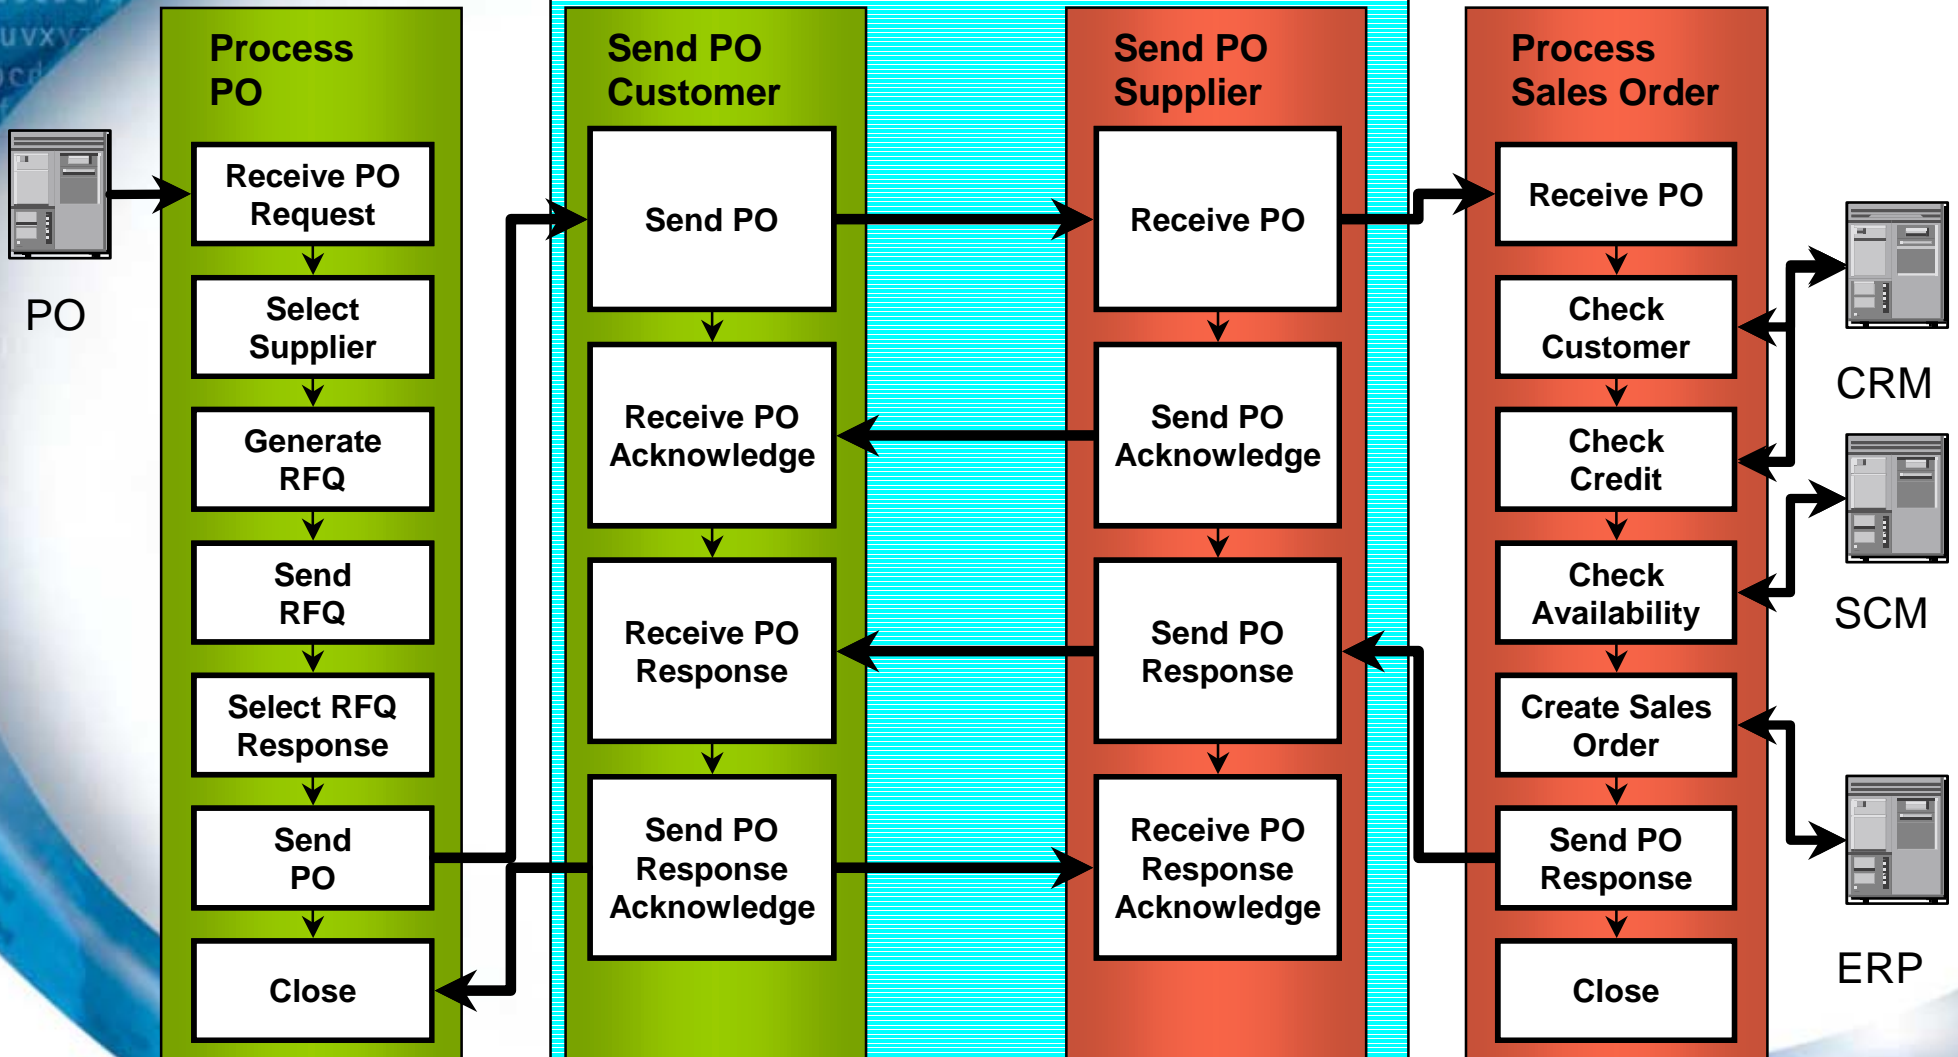 uvxyz
Process
PO
Receive PO
Request
Select
Supplier
Generate
RFQ
Send
RFQ
Select RFQ
Response
Send
PO
Close
PO
Send PO
Customer
Send PO
Receive PO
Acknowledge
Receive PO
Response
Send PO
Response
Acknowledge
Send PO
Supplier
Receive PO
Send PO
Acknowledge
Send PO
Response
Receive PO
Response
Acknowledge
Process
Sales Order
Receive PO
Check
Customer
Check
Credit
Check
Availability
Create Sales
Order
Send PO
Response
Close
CRM
SCM
ERP